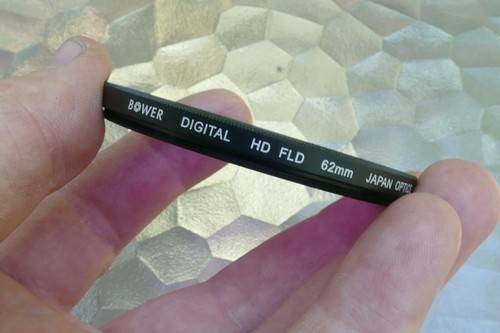 BOWER DIGITAL HD FLD 62mm JAPAN OPTICS